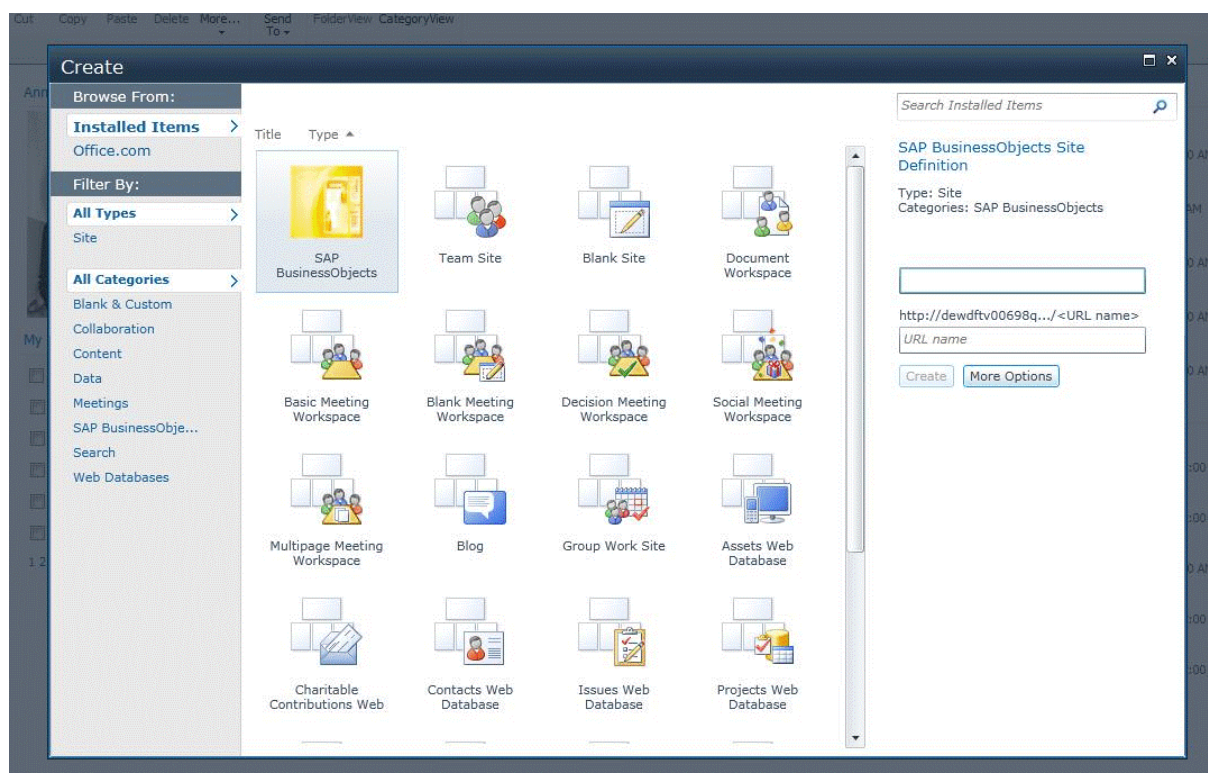 Cut Copy Paste Delete More... Send To FolderView CategoryView
Create
Browse From:
Installed Items
Office.com
Filter By:
All Types
Site
All Categories
Blank & Custom
Collaboration
Content
Data
Meetings
SAP BusinessObje...
Search
Web Databases
Title Type
SAP BusinessObjects
Team Site
Blank Site
Document Workspace
Basic Meeting Workspace
Blank Meeting Workspace
Decision Meeting Workspace
Social Meeting Workspace
Multipage Meeting Workspace
Blog
Group Work Site
Assets Web Database
Charitable Contributions Web
Contacts Web Database
Issues Web Database
Projects Web Database
Search Installed Items
SAP BusinessObjects Site
Definition
Type: Site
Categories: SAP BusinessObjects
http://dewdftv00698q.../<URL name>
URL name
Create More Options
My